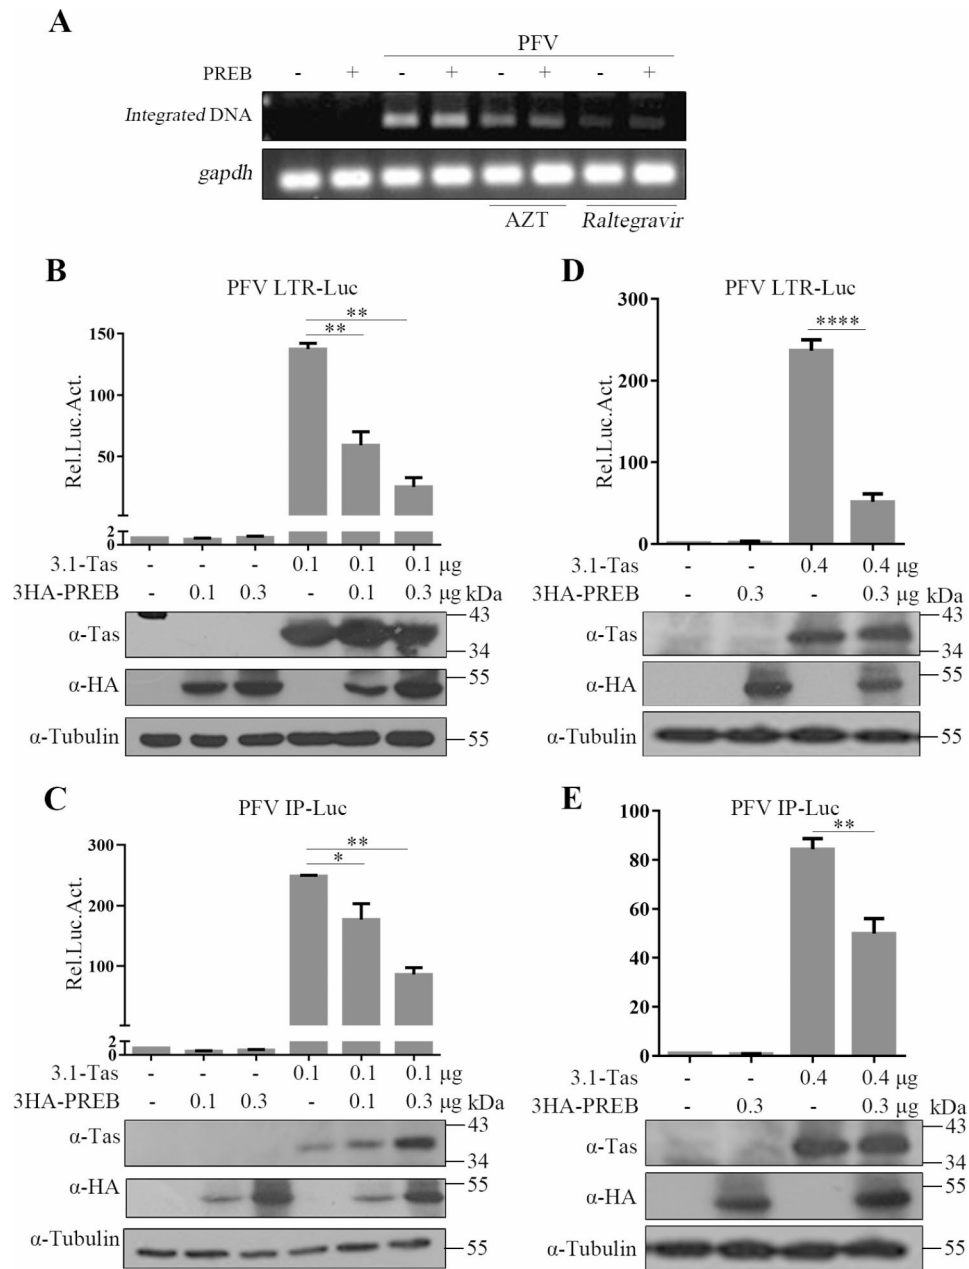 A
PFV
PREB - + - + - + - +
Integrated DNA
gapdh
AZT Raltegravir
B
PFV LTR-Luc
Rel.Luc.Act.
150
100
50
2
0
**
**
3.1-Tas - - - 0.1 0.1 0.1 μg
3HA-PREB - 0.1 0.3 - 0.1 0.3 μg kDa
α-Tas 43
34
α-HA 55
α-Tubulin 55
D
PFV LTR-Luc
Rel.Luc.Act.
300
200
100
0
****
3.1-Tas - - 0.4 0.4 μg
3HA-PREB - 0.3 - 0.3 μg kDa
α-Tas 43
34
α-HA 55
α-Tubulin 55
C
PFV IP-Luc
Rel.Luc.Act.
300
200
100
2
0
**
*
3.1-Tas - - - 0.1 0.1 0.1 μg
3HA-PREB - 0.1 0.3 - 0.1 0.3 μg kDa
α-Tas 43
34
α-HA 55
α-Tubulin 55
E
PFV IP-Luc
Rel.Luc.Act.
100
80
60
40
20
0
**
3.1-Tas - - 0.4 0.4 μg
3HA-PREB - 0.3 - 0.3 μg kDa
α-Tas 43
34
α-HA 55
α-Tubulin 55